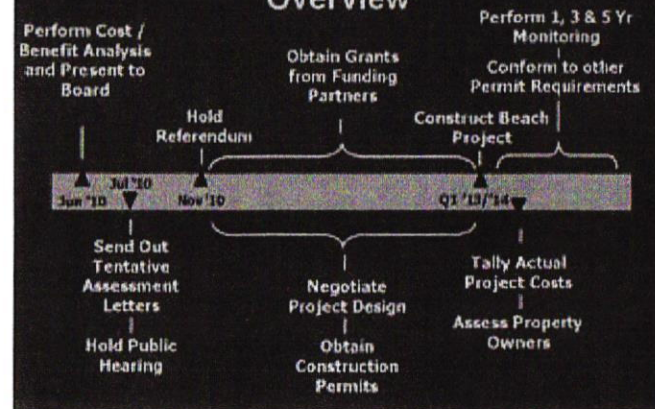 Overview
Perform Cost /
Benefit Analysis
and Present to
Board
Hold
Referendum
Obtain Grants
from Funding
Partners
Perform 1, 3 & 5 Yr
Monitoring
Conform to other
Permit Requirements
Construct Beach
Project
Jun '10
Jul '10
Nov '10
Q1 '13/'14
Send Out
Tentative
Assessment
Letters
Hold Public
Hearing
Negotiate
Project Design
Obtain
Construction
Permits
Tally Actual
Project Costs
Assess Property
Owners